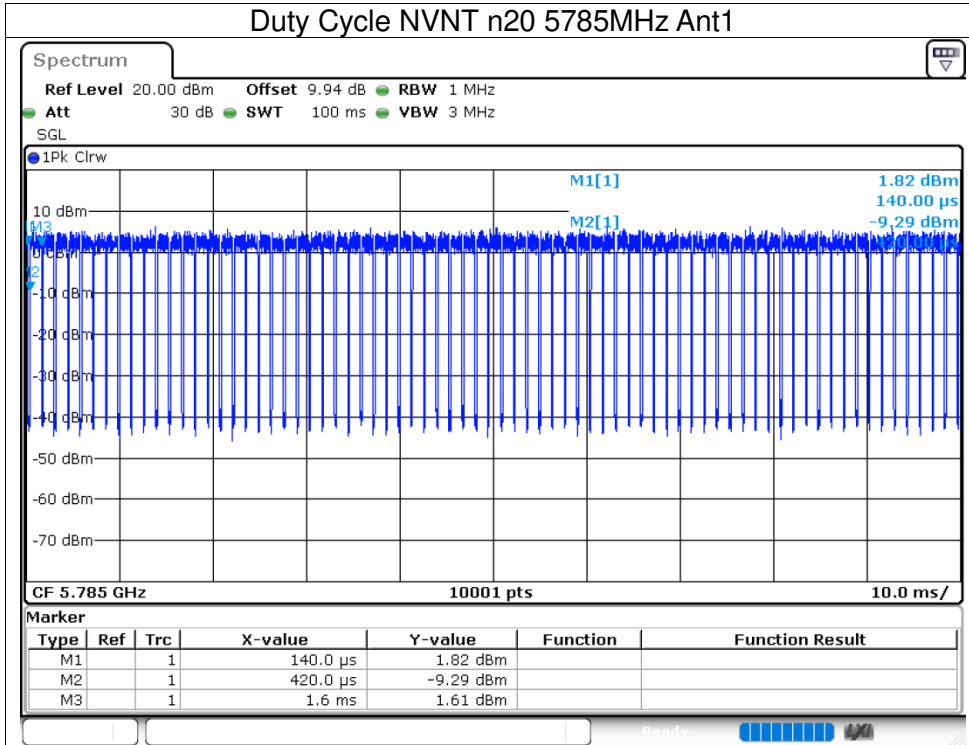 Duty Cycle NVNT n20 5785MHz Ant1
Spectrum
Ref Level 20.00 dBm Offset 9.94 dB RBW 1 MHz
Att 30 dB SWT 100 ms VBW 3 MHz
SGL
1Pk Clrw
M1[1] 1.82 dBm
140.00 µs
10 dBm
M2[1] -9.29 dBm
M3
420.00 µs
0 dBm
2
-10 dBm
-20 dBm
-30 dBm
-40 dBm
-50 dBm
-60 dBm
-70 dBm
CF 5.785 GHz 10001 pts 10.0 ms/
Marker
Type Ref Trc X-value Y-value Function Function Result
M1 1 140.0 µs 1.82 dBm
M2 1 420.0 µs -9.29 dBm
M3 1 1.6 ms 1.61 dBm
Ready